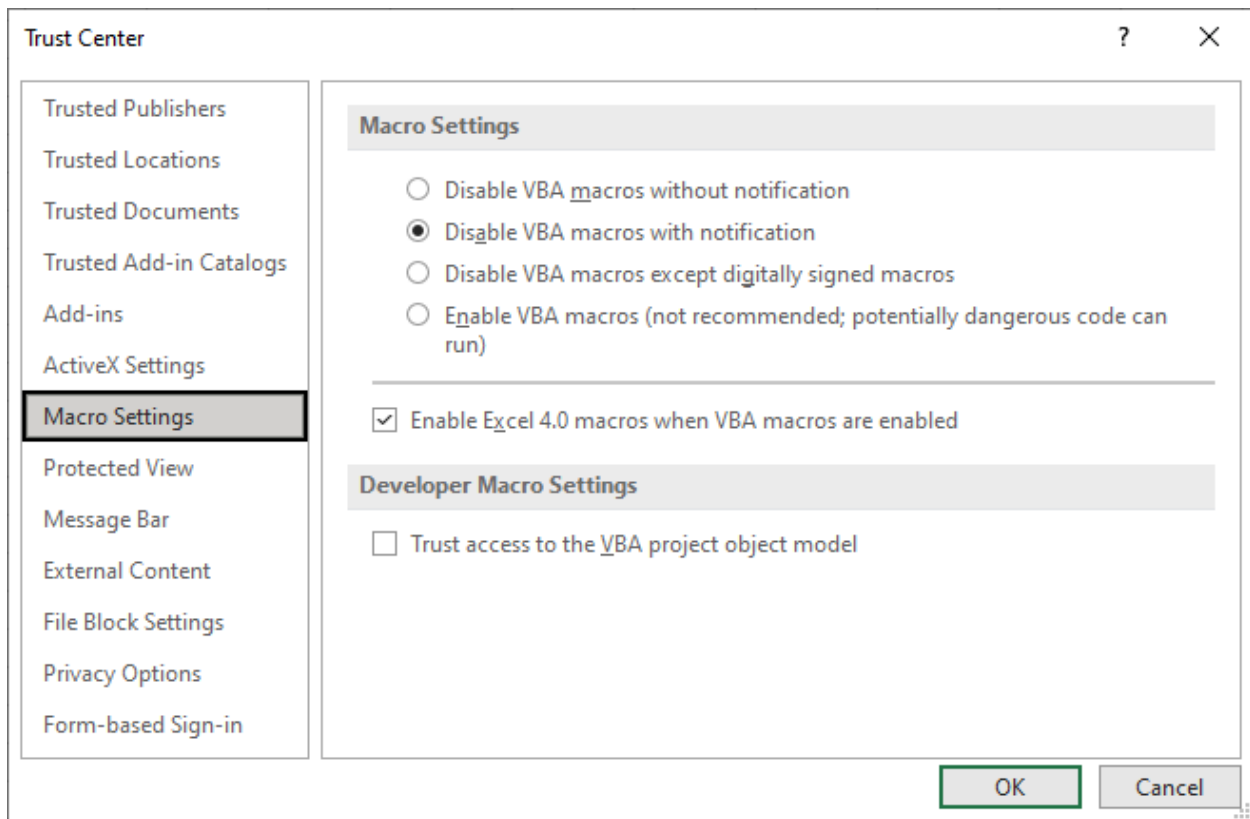 Trust Center
?
Trusted Publishers
Trusted Locations
Trusted Documents
Trusted Add-in Catalogs
Add-ins
ActiveX Settings
Macro Settings
Protected View
Message Bar
External Content
File Block Settings
Privacy Options
Form-based Sign-in
Macro Settings
Disable VBA macros without notification
Disable VBA macros with notification
Disable VBA macros except digitally signed macros
Enable VBA macros (not recommended; potentially dangerous code can
run)
Enable Excel 4.0 macros when VBA macros are enabled
Developer Macro Settings
Trust access to the VBA project object model
OK
Cancel